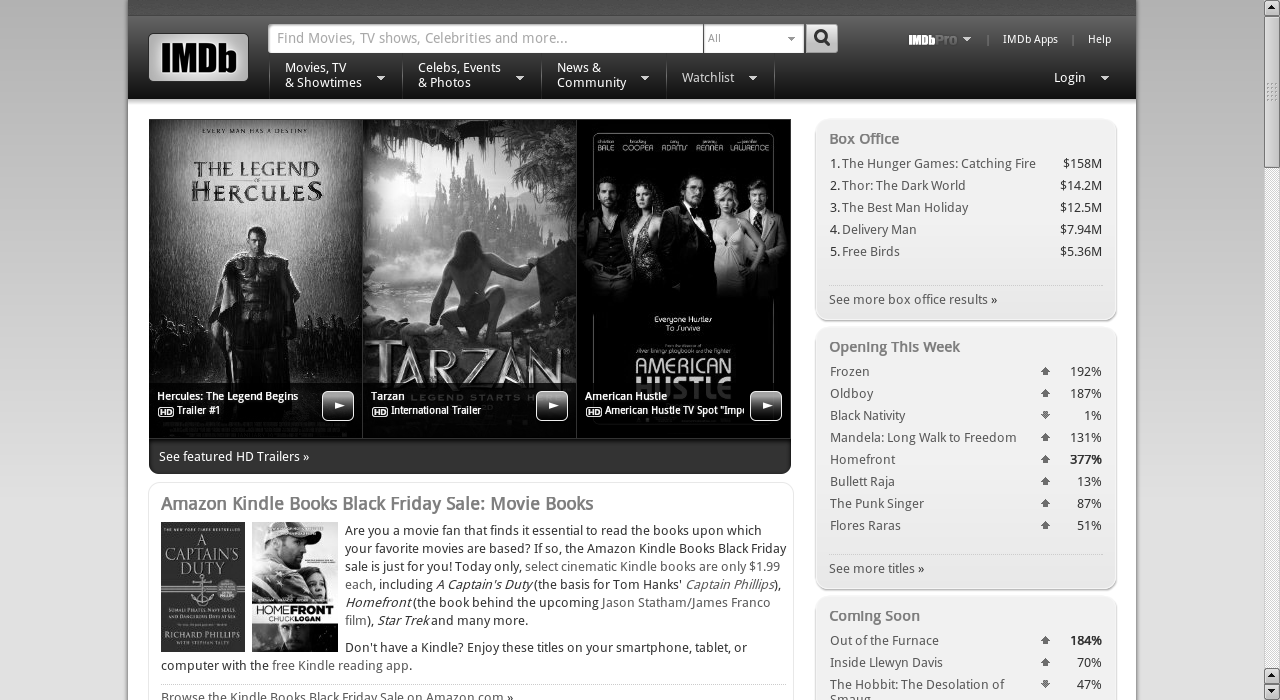 IMDb
Find Movies, TV shows, Celebrities and more...
All
IMDbPro | IMDb Apps | Help
Movies, TV
& Showtimes
Celebs, Events
& Photos
News &
Community
Watchlist
Login
EVERY MAN HAS A DESTINY
THE LEGEND
OF
HERCULES
Hercules: The Legend Begins
HD Trailer #1
TARZAN
Tarzan
HD International Trailer
BALE COOPER ADAMS RENNER LAWRENCE
Everyone Hustles
To Survive
AMERICAN
HUSTLE
American Hustle
HD American Hustle TV Spot "Imp
See featured HD Trailers »
Amazon Kindle Books Black Friday Sale: Movie Books
A
CAPTAIN'S
DUTY
SOMALI PIRATES, NAVY SEALS,
AND DANGEROUS DAYS AT SEA
RICHARD PHILLIPS
WITH STEPHAN TALTY
HOMEFRONT
CHUCK LOGAN
Are you a movie fan that finds it essential to read the books upon which
your favorite movies are based? If so, the Amazon Kindle Books Black Friday
sale is just for you! Today only, select cinematic Kindle books are only $1.99
each, including A Captain's Duty (the basis for Tom Hanks' Captain Phillips),
Homefront (the book behind the upcoming Jason Statham/James Franco
film), Star Trek and many more.
Don't have a Kindle? Enjoy these titles on your smartphone, tablet, or
computer with the free Kindle reading app.
Browse the Kindle Books Black Friday Sale on Amazon.com »
Box Office
1. The Hunger Games: Catching Fire $158M
2. Thor: The Dark World $14.2M
3. The Best Man Holiday $12.5M
4. Delivery Man $7.94M
5. Free Birds $5.36M
See more box office results »
Opening This Week
Frozen 192%
Oldboy 187%
Black Nativity 1%
Mandela: Long Walk to Freedom 131%
Homefront 377%
Bullett Raja 13%
The Punk Singer 87%
Flores Raras 51%
See more titles »
Coming Soon
Out of the Furnace 184%
Inside Llewyn Davis 70%
The Hobbit: The Desolation of 47%
Smaug